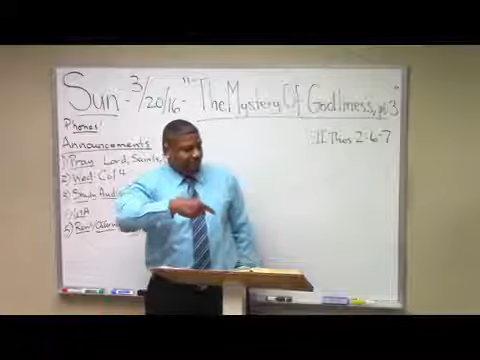 Sun - 3/20/16 - "The Mystery Of Godliness, pt 3"
II Thes 2:6-7
Phones!
Announcements
1) Pray Lord, Saints,
2) Wed: Col 4
3) Study Audi
4) Q&A
5) Rent/Offerin